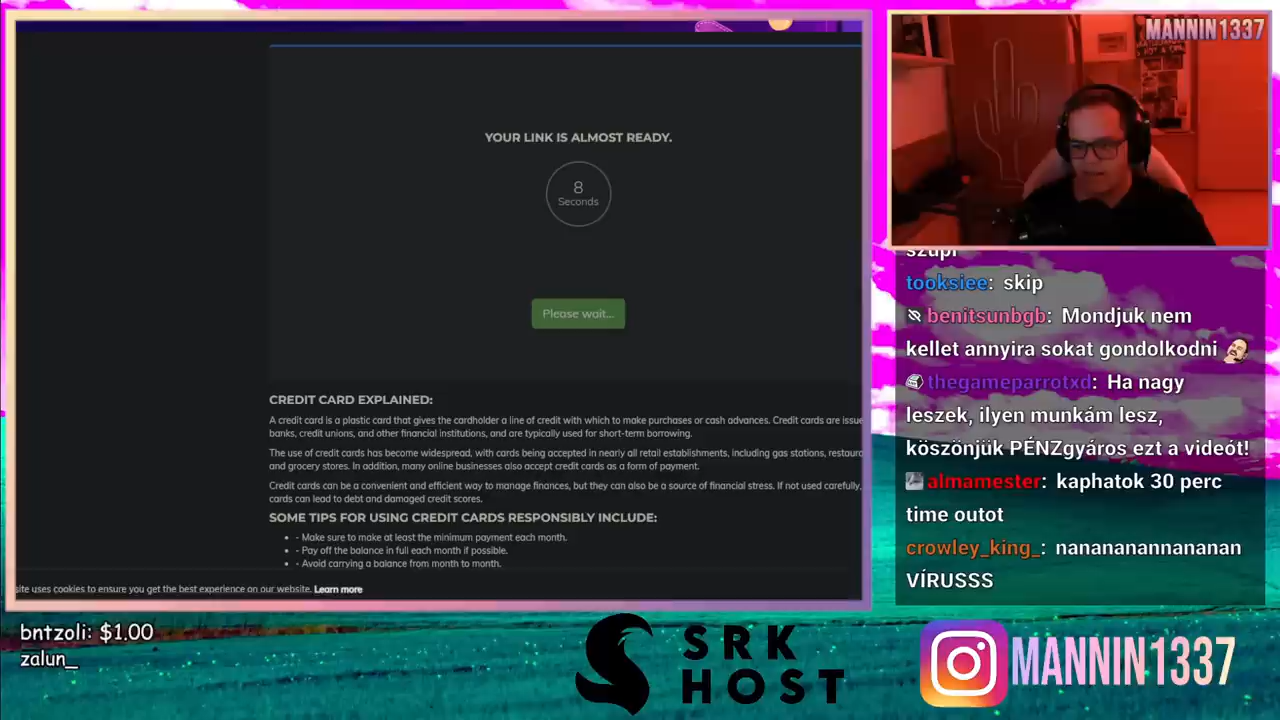 YOUR LINK IS ALMOST READY.
8
Seconds
Please wait...
CREDIT CARD EXPLAINED:
A credit card is a plastic card that gives the cardholder a line of credit with which to make purchases or cash advances. Credit cards are issue
banks, credit unions, and other financial institutions, and are typically used for short-term borrowing.
The use of credit cards has become widespread, with cards being accepted in nearly all retail establishments, including gas stations, restaura
and grocery stores. In addition, many online businesses also accept credit cards as a form of payment.
Credit cards can be a convenient and efficient way to manage finances, but they can also be a source of financial stress. If not used carefully,
cards can lead to debt and damaged credit scores.
SOME TIPS FOR USING CREDIT CARDS RESPONSIBLY INCLUDE:
• - Make sure to make at least the minimum payment each month.
• - Pay off the balance in full each month if possible.
• - Avoid carrying a balance from month to month.
site uses cookies to ensure you get the best experience on our website. Learn more
MANNIN1337
szupi
tooksiee: skip
benitsunbgb: Mondjuk nem
kellet annyira sokat gondolkodni
thegameparrotxd: Ha nagy
leszek, ilyen munkám lesz,
köszönjük PÉNZgyáros ezt a videót!
almamester: kaphatok 30 perc
time outot
crowley_king_: nanananannananan
VÍRUSSS
bntzoli: $1.00
zalun_
SRK
HOST
MANNIN1337